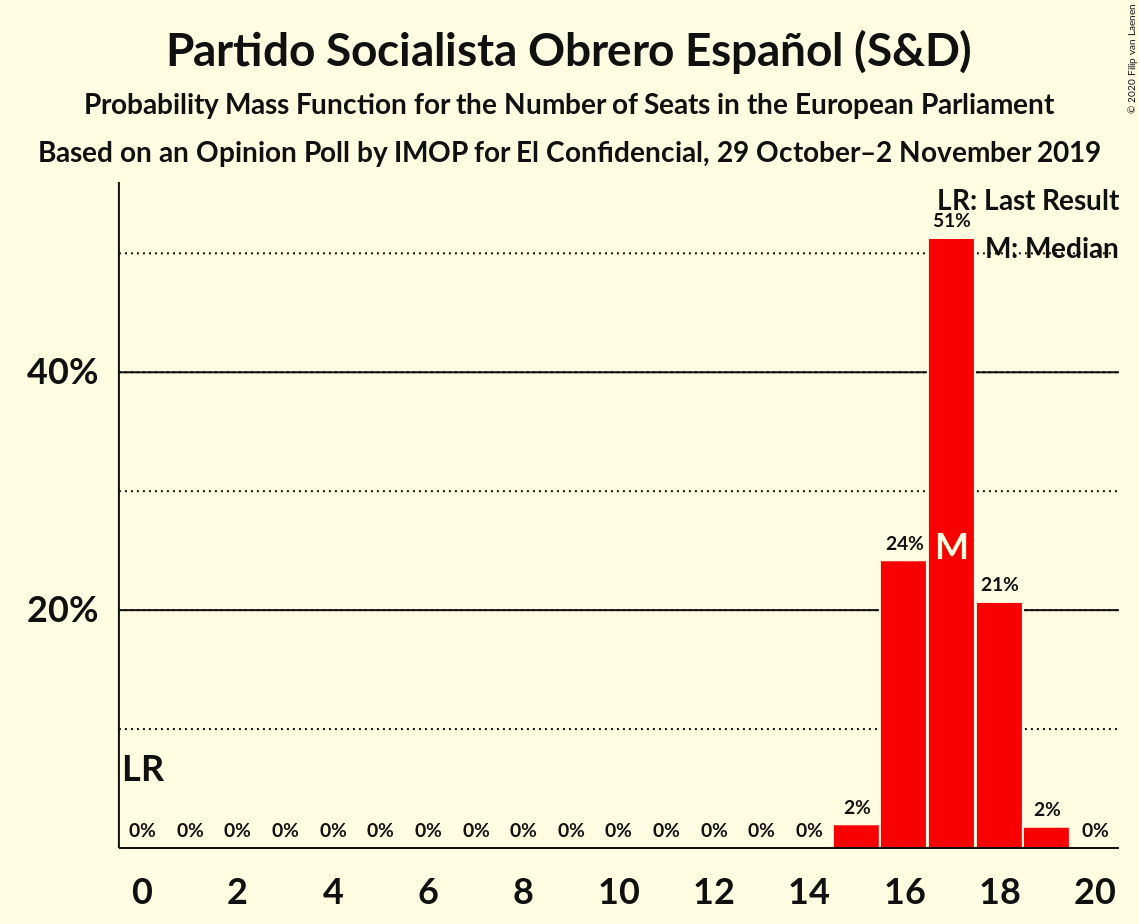 Partido Socialista Obrero Español (S&D)
Probability Mass Function for the Number of Seats in the European Parliament
Based on an Opinion Poll by IMOP for El Confidencial, 29 October–2 November 2019
© 2020 Filip van Laenen
LR: Last Result
M: Median
51%
40%
24%
M
21%
20%
LR
0% 0% 0% 0% 0% 0% 0% 0% 0% 0% 0% 0% 0% 0% 0% 2% 2% 0%
0 2 4 6 8 10 12 14 16 18 20